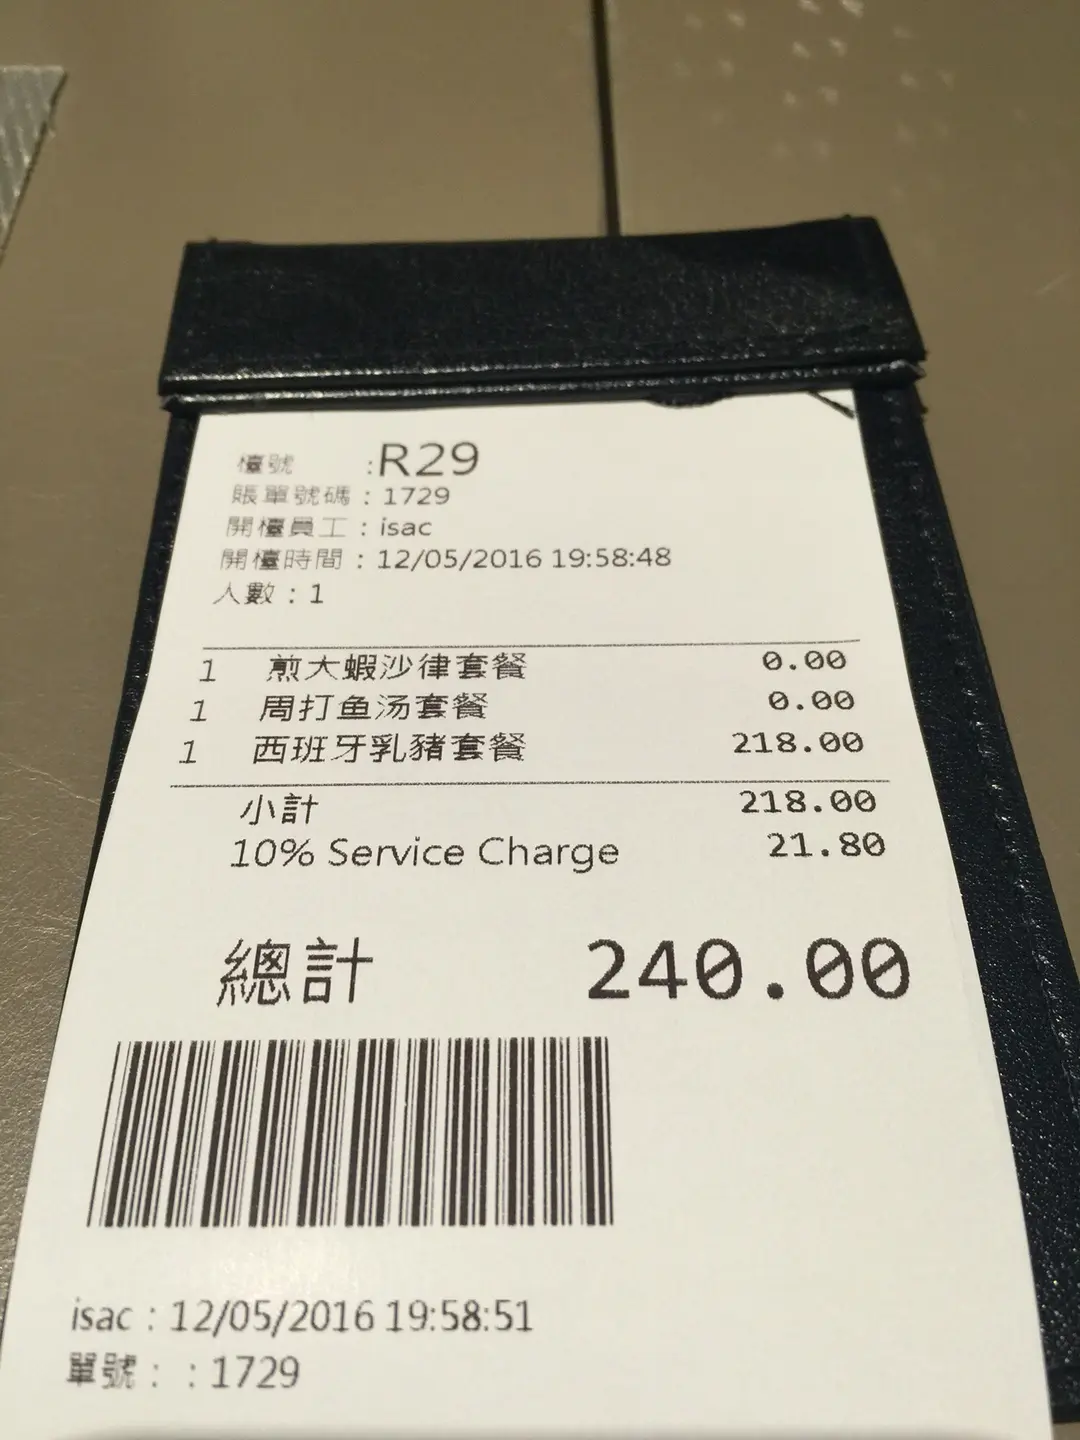 檯號 :R29
賬單號碼 : 1729
開檯員工 : isac
開檯時間 : 12/05/2016 19:58:48
人數 : 1
1 煎大蝦沙律套餐 0.00
1 周打鱼汤套餐 0.00
1 西班牙乳豬套餐 218.00
小計 218.00
10% Service Charge 21.80
總計 240.00
isac : 12/05/2016 19:58:51
單號: : 1729